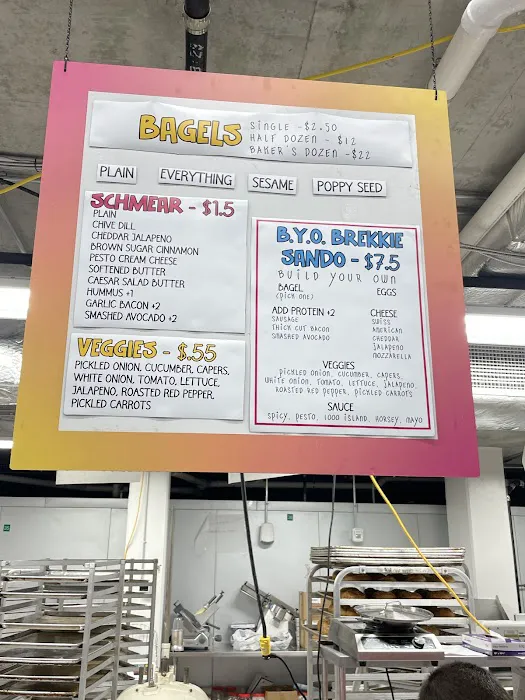 BAGELS
SINGLE - $2.50
HALF DOZEN - $12
BAKER'S DOZEN - $22
PLAIN
EVERYTHING
SESAME
POPPY SEED
SCHMEAR - $1.5
PLAIN
CHIVE DILL
CHEDDAR JALAPENO
BROWN SUGAR CINNAMON
PESTO CREAM CHEESE
SOFTENED BUTTER
CAESAR SALAD BUTTER
HUMMUS +1
GARLIC BACON +2
SMASHED AVOCADO +2
VEGGIES - $.55
PICKLED ONION, CUCUMBER, CAPERS,
WHITE ONION, TOMATO, LETTUCE,
JALAPENO, ROASTED RED PEPPER,
PICKLED CARROTS
B.Y.O. BREKKIE
SANDO - $7.5
BUILD YOUR OWN
BAGEL
(PICK ONE)
EGGS
ADD PROTEIN +2
SAUSAGE
THICK CUT BACON
SMASHED AVOCADO
CHEESE
SWISS
AMERICAN
CHEDDAR
JALAPENO
MOZZARELLA
VEGGIES
PICKLED ONION, CUCUMBER, CAPERS,
WHITE ONION, TOMATO, LETTUCE, JALAPENO,
ROASTED RED PEPPER, PICKLED CARROTS
SAUCE
SPICY, PESTO, 1000 ISLAND, HORSEY, MAYO